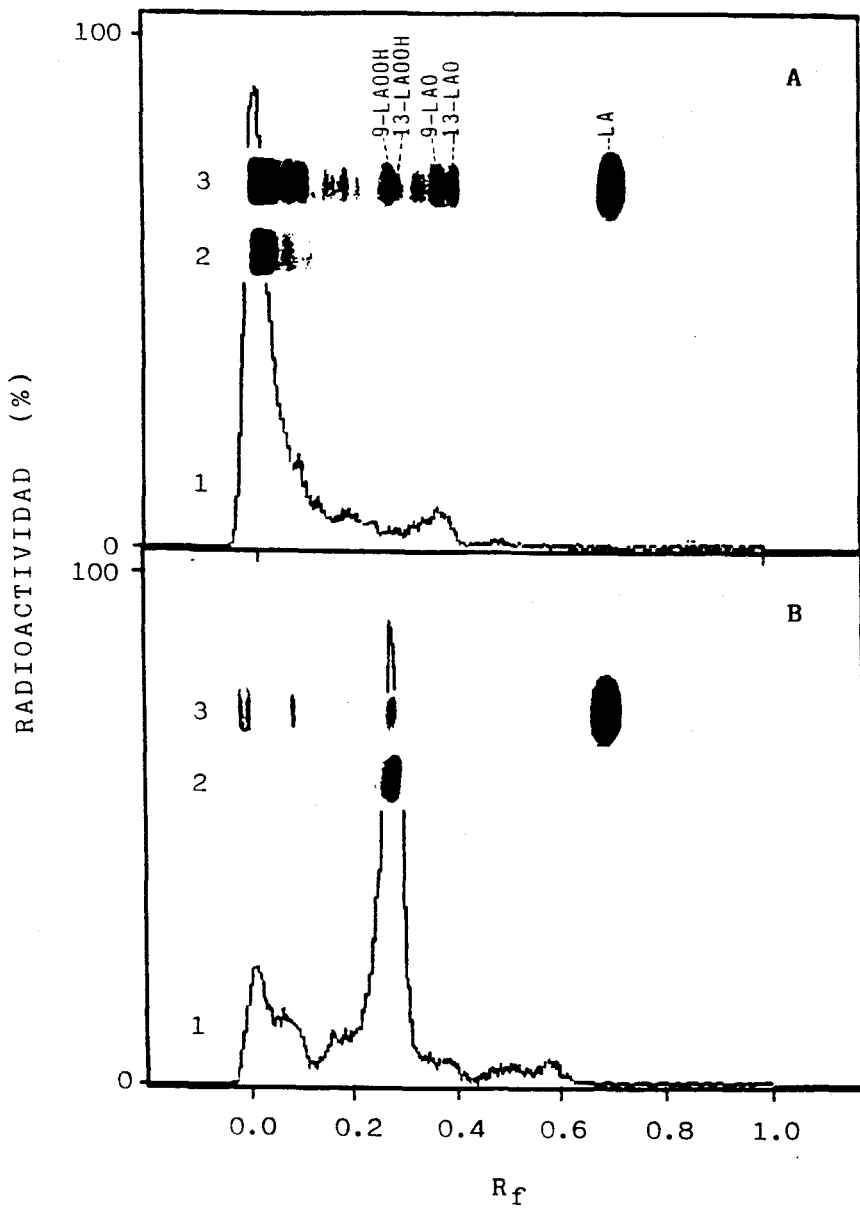 RADIOACTIVIDAD (%)
100
A
9-LAOOH
13-LAOOH
9-LAO
13-LAO
-LA
3
2
1
0
100
B
3
2
1
0
0.0 0.2 0.4 0.6 0.8 1.0
Rf